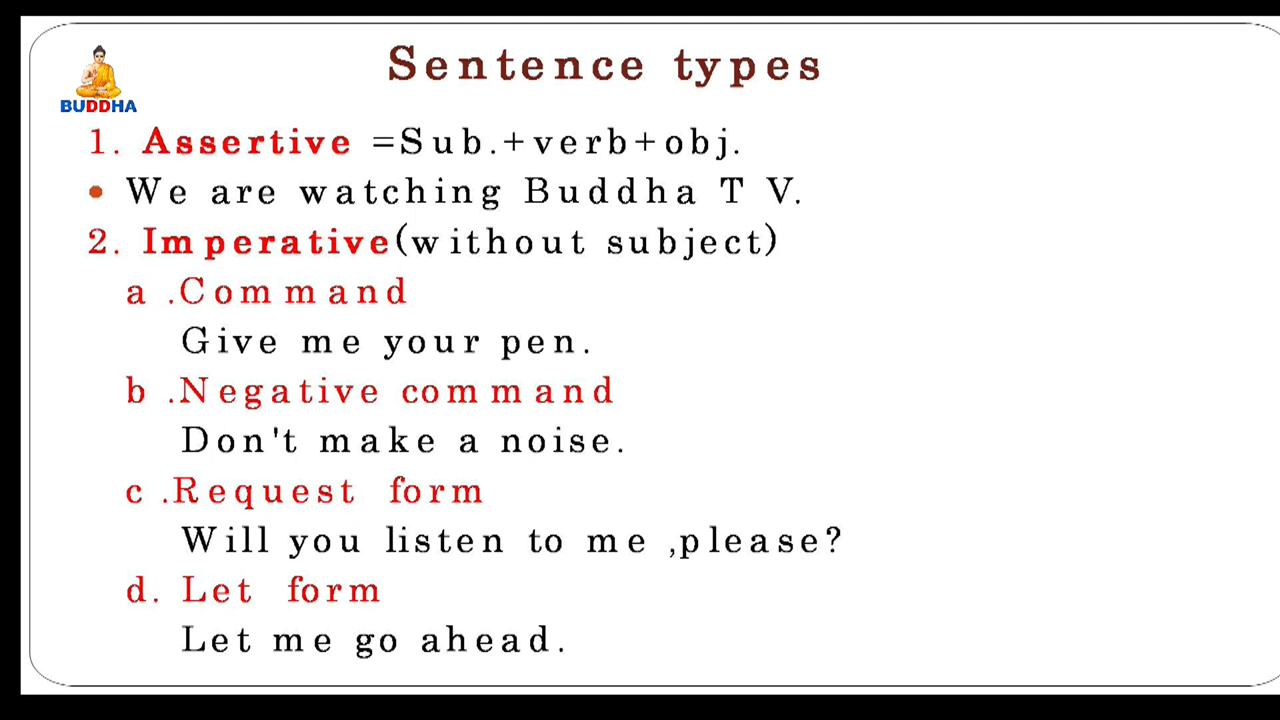 Sentence types
BUDDHA
1. Assertive =Sub.+verb+obj.
• We are watching Buddha T V.
2. Imperative(without subject)
a .Command
Give me your pen.
b .Negative command
Don't make a noise.
c .Request form
Will you listen to me ,please?
d. Let form
Let me go ahead.